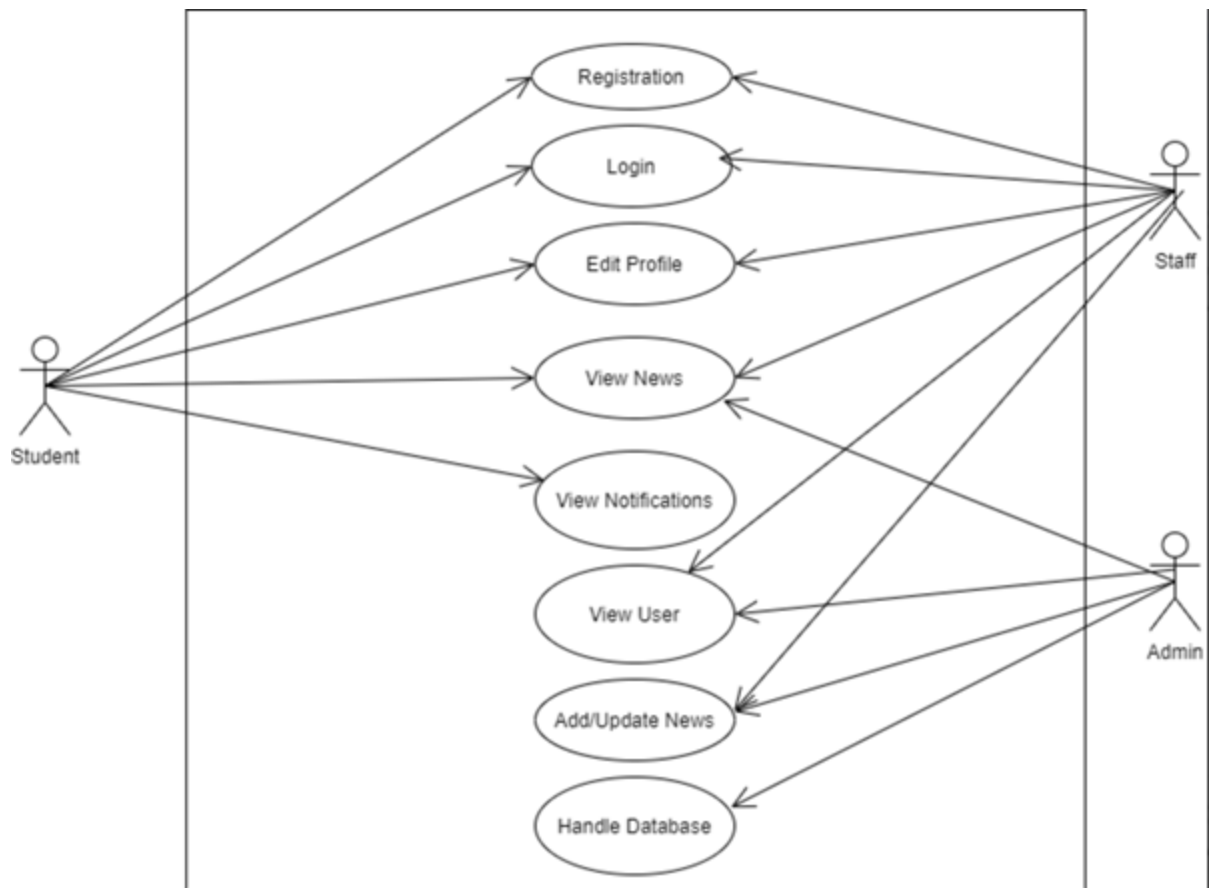 Registration
Login
Staff
Edit Profile
View News
Student
View Notifications
View User
Admin
Add/Update News
Handle Database